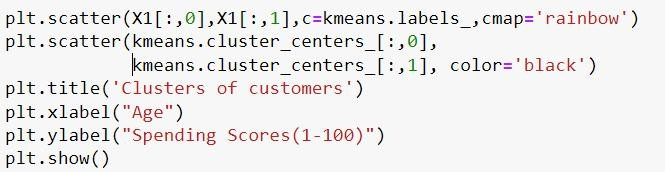 plt.scatter(X1[:,0],X1[:,1],c=kmeans.labels_,cmap='rainbow')
plt.scatter(kmeans.cluster_centers_[:,0],
            kmeans.cluster_centers_[:,1], color='black')
plt.title('Clusters of customers')
plt.xlabel("Age")
plt.ylabel("Spending Scores(1-100)")
plt.show()